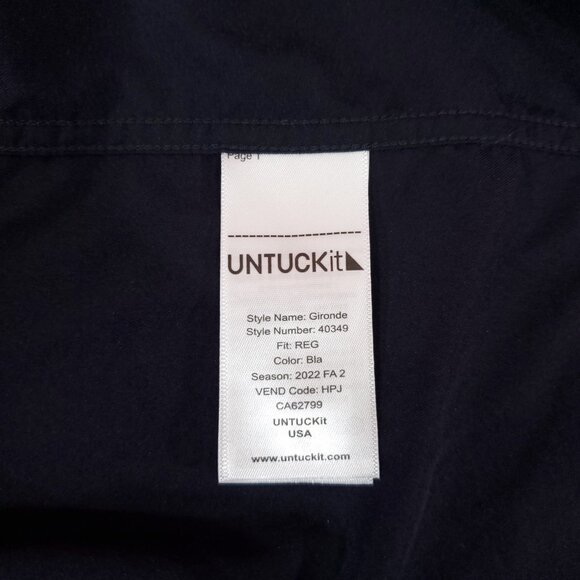 Page 1
UNTUCKit
Style Name: Gironde
Style Number: 40349
Fit: REG
Color: Bla
Season: 2022 FA 2
VEND Code: HPJ
CA62799
UNTUCKit
USA
www.untuckit.com